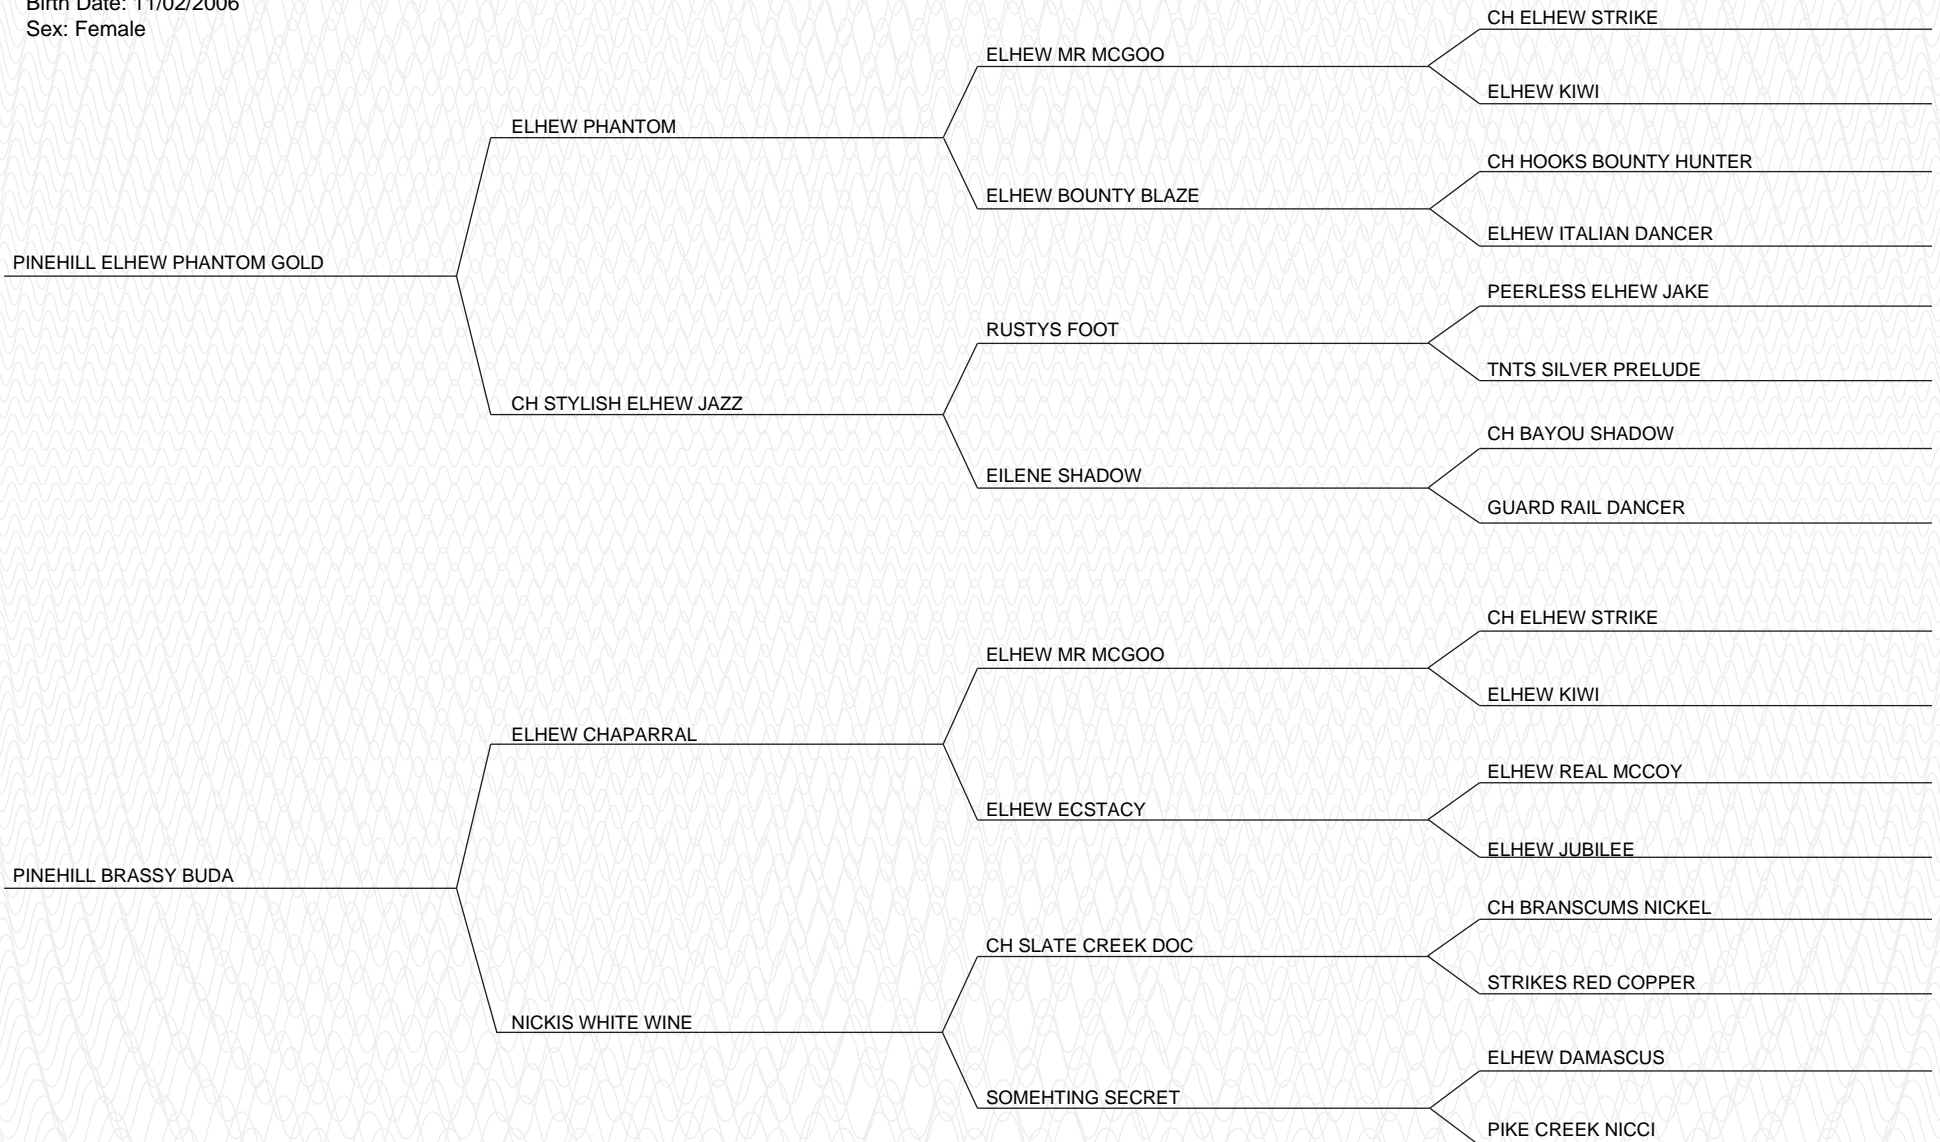 Birth Date: 11/02/2006
Sex: Female
CH ELHEW STRIKE
ELHEW MR MCGOO
ELHEW KIWI
ELHEW PHANTOM
CH HOOKS BOUNTY HUNTER
ELHEW BOUNTY BLAZE
ELHEW ITALIAN DANCER
PINEHILL ELHEW PHANTOM GOLD
PEERLESS ELHEW JAKE
RUSTYS FOOT
TNTS SILVER PRELUDE
CH STYLISH ELHEW JAZZ
CH BAYOU SHADOW
EILENE SHADOW
GUARD RAIL DANCER
CH ELHEW STRIKE
ELHEW MR MCGOO
ELHEW KIWI
ELHEW CHAPARRAL
ELHEW REAL MCCOY
ELHEW ECSTACY
ELHEW JUBILEE
PINEHILL BRASSY BUDA
CH BRANSCUMS NICKEL
CH SLATE CREEK DOC
STRIKES RED COPPER
NICKIS WHITE WINE
ELHEW DAMASCUS
SOMEHTING SECRET
PIKE CREEK NICCI